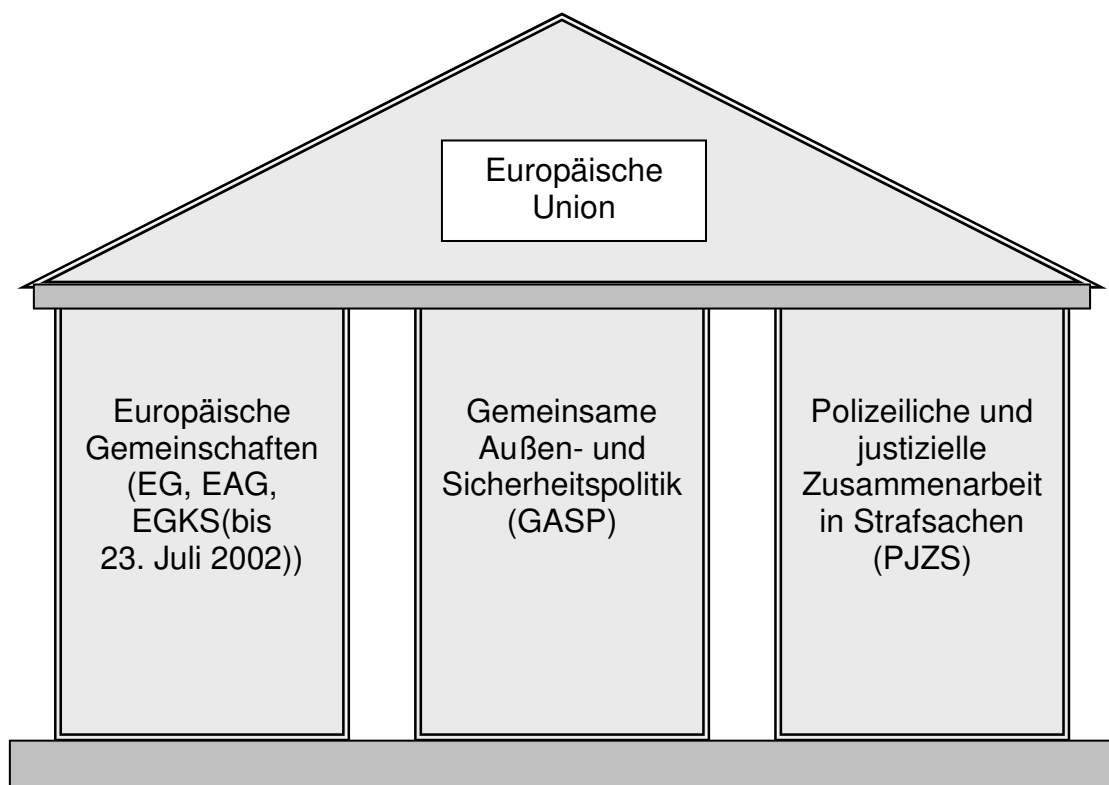 Europäische
Union
Europäische
Gemeinschaften
(EG, EAG,
EGKS(bis
23. Juli 2002))
Gemeinsame
Außen- und
Sicherheitspolitik
(GASP)
Polizeiliche und
justizielle
Zusammenarbeit
in Strafsachen
(PJZS)